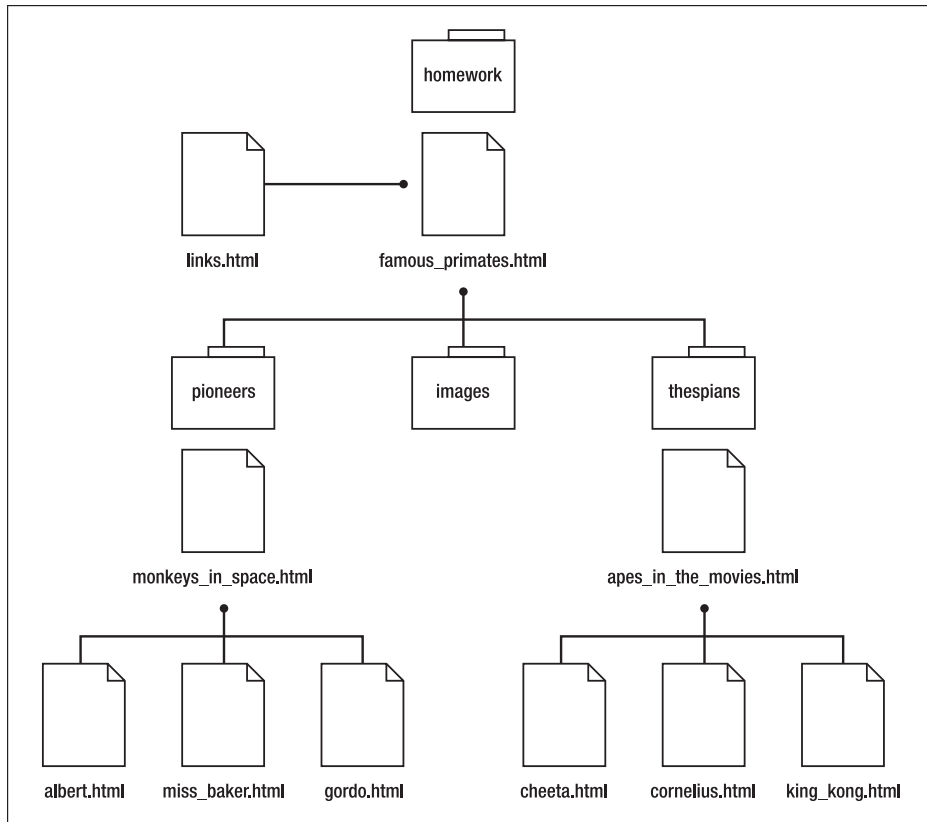 homework
links.html
famous_primates.html
pioneers
images
thespians
monkeys_in_space.html
apes_in_the_movies.html
albert.html
miss_baker.html
gordo.html
cheeta.html
cornelius.html
king_kong.html